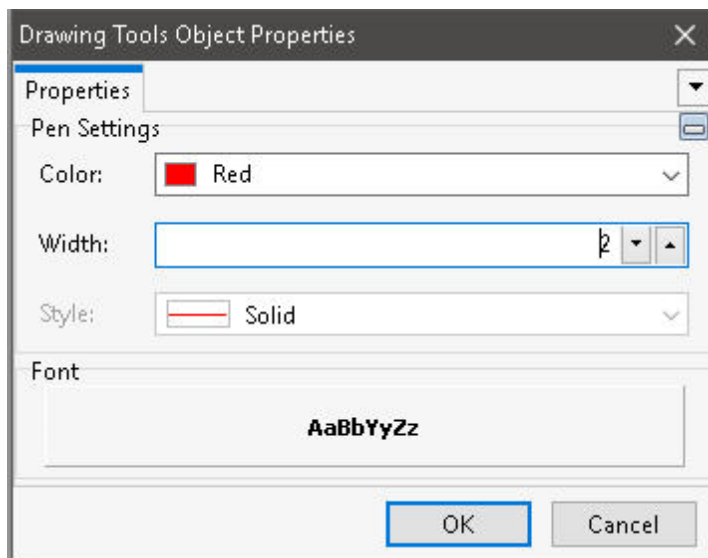 Drawing Tools Object Properties
Properties
Pen Settings
Color: Red
Width: 2
Style: Solid
Font
AaBbYyZz
OK Cancel